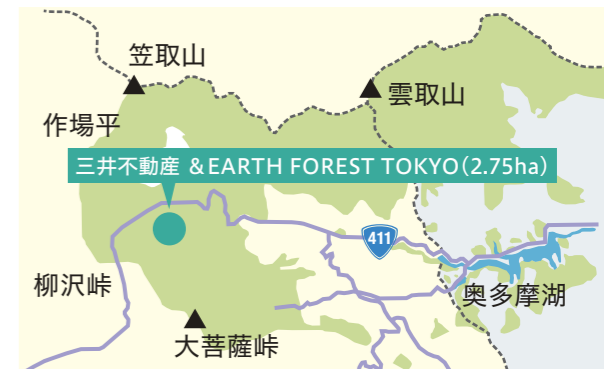 笠取山
雲取山
作場平
三井不動産 &EARTH FOREST TOKYO(2.75ha)
411
柳沢峠
奥多摩湖
大菩薩峠